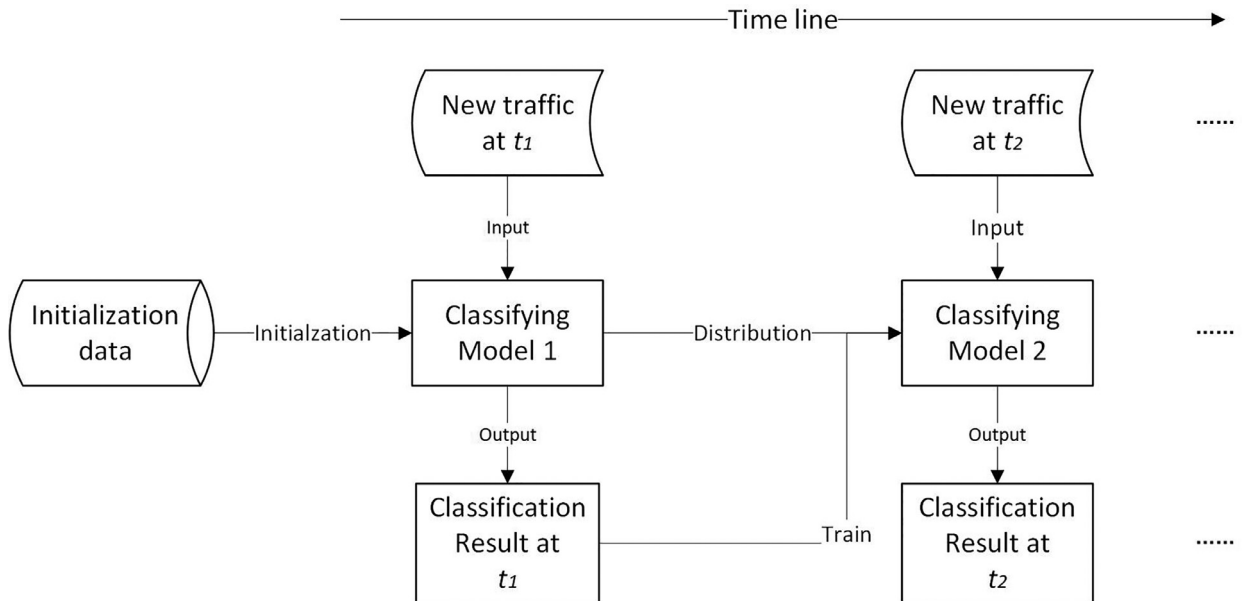 Time line
New traffic
at t1
New traffic
at t2
......
Input
Input
Initialization
data
Initialzation
Classifying
Model 1
Distribution
Classifying
Model 2
......
Output
Output
Classification
Result at
t1
Train
Classification
Result at
t2
......